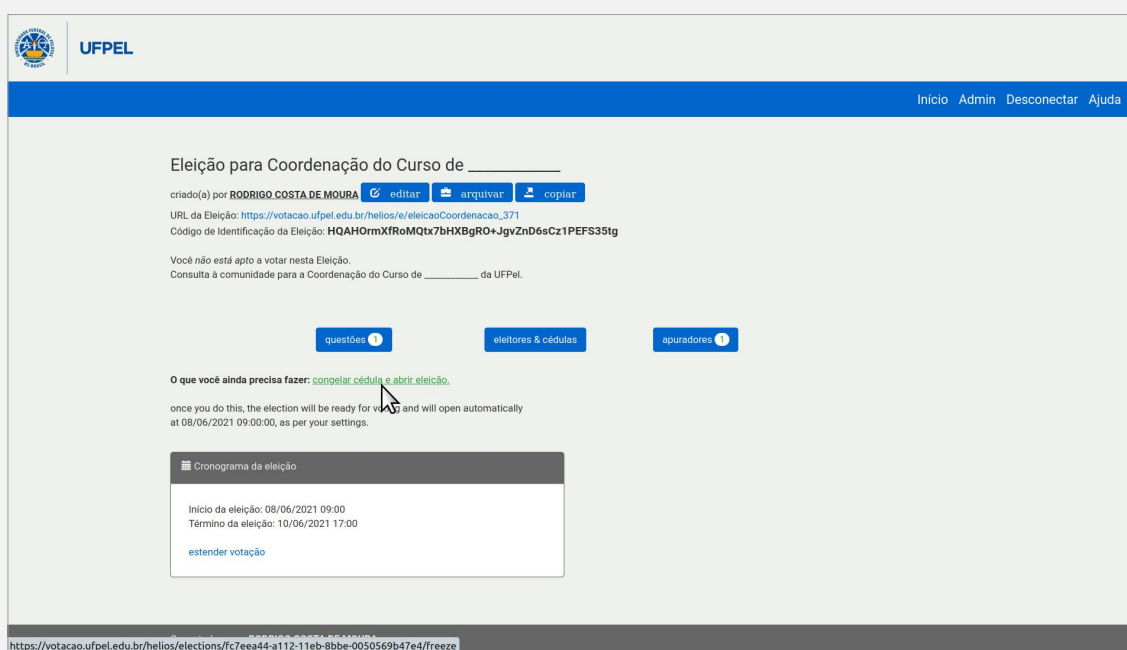 UFPEL
Início Admin Desconectar Ajuda
Eleição para Coordenação do Curso de ____________
criado(a) por RODRIGO COSTA DE MOURA editar arquivar copiar
URL da Eleição: https://votacao.ufpel.edu.br/helios/e/eleicaoCoordenacao_371
Código de Identificação da Eleição: HQAHOrmXfRoMQtx7bHXBgRO+JgvZnD6sCz1PEFS35tg
Você não está apto a votar nesta Eleição.
Consulta à comunidade para a Coordenação do Curso de ____________ da UFPel.
questões 1 eleitores & cédulas apuradores 1
O que você ainda precisa fazer: congelar cédula e abrir eleição.
once you do this, the election will be ready for voting and will open automatically
at 08/06/2021 09:00:00, as per your settings.
Cronograma da eleição
Início da eleição: 08/06/2021 09:00
Término da eleição: 10/06/2021 17:00
estender votação
RODRIGO COSTA DE MOURA
https://votacao.ufpel.edu.br/helios/elections/fc7eea44-a112-11eb-8bbe-0050569b47e4/freeze